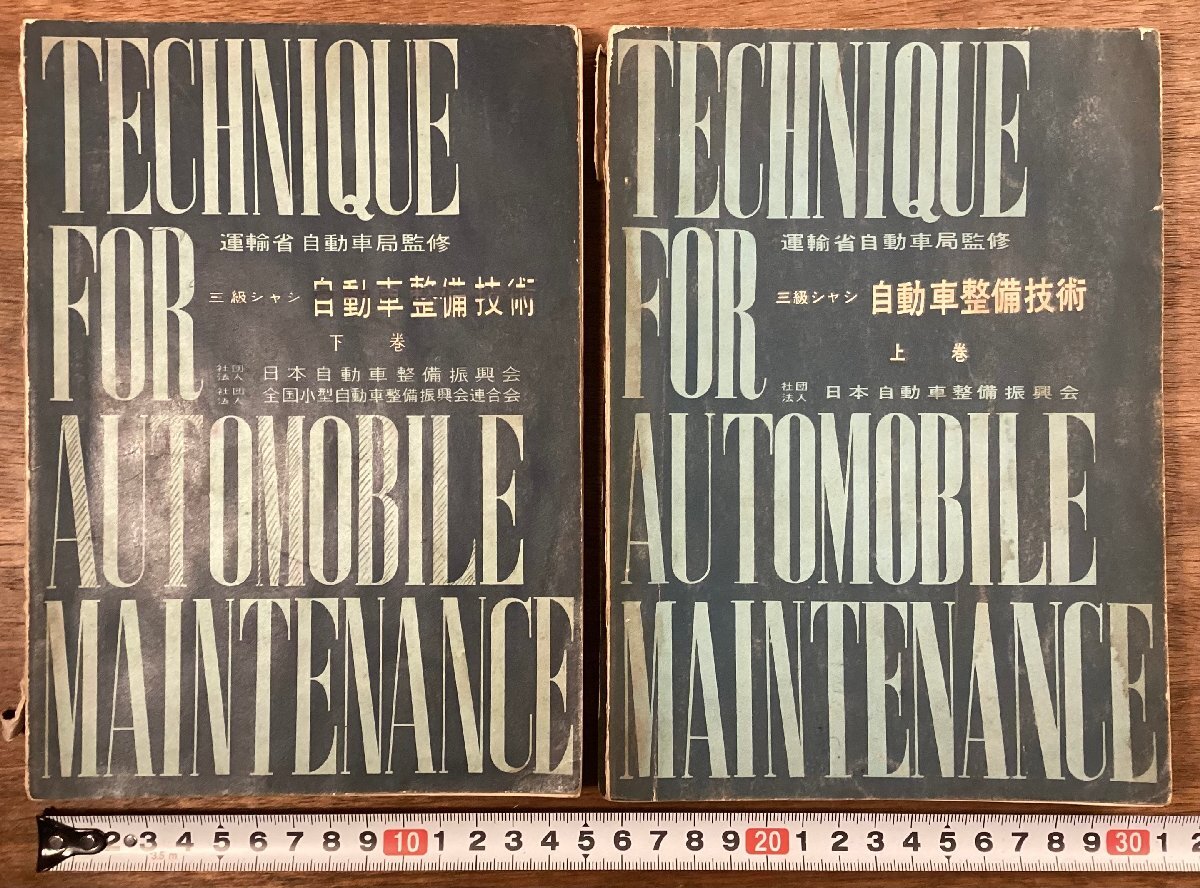 TECHNIQUE
運輸省 自動車局監修
FOR
三級シャシ 自動車整備技術
下 巻
社団法人 日本自動車整備振興会
社団法人 全国小型自動車整備振興会連合会
AUTOMOBILE
MAINTENANCE
TECHNIQUE
運輸省自動車局監修
FOR
三級シャシ 自動車整備技術
上 巻
社団法人 日本自動車整備振興会
AUTOMOBILE
MAINTENANCE
2 3 4 5 6 7 8 9 10 1 2 3 4 5 6 7 8 9 20 1 2 3 4 5 6 7 8 9 30 1 2
3.5 m